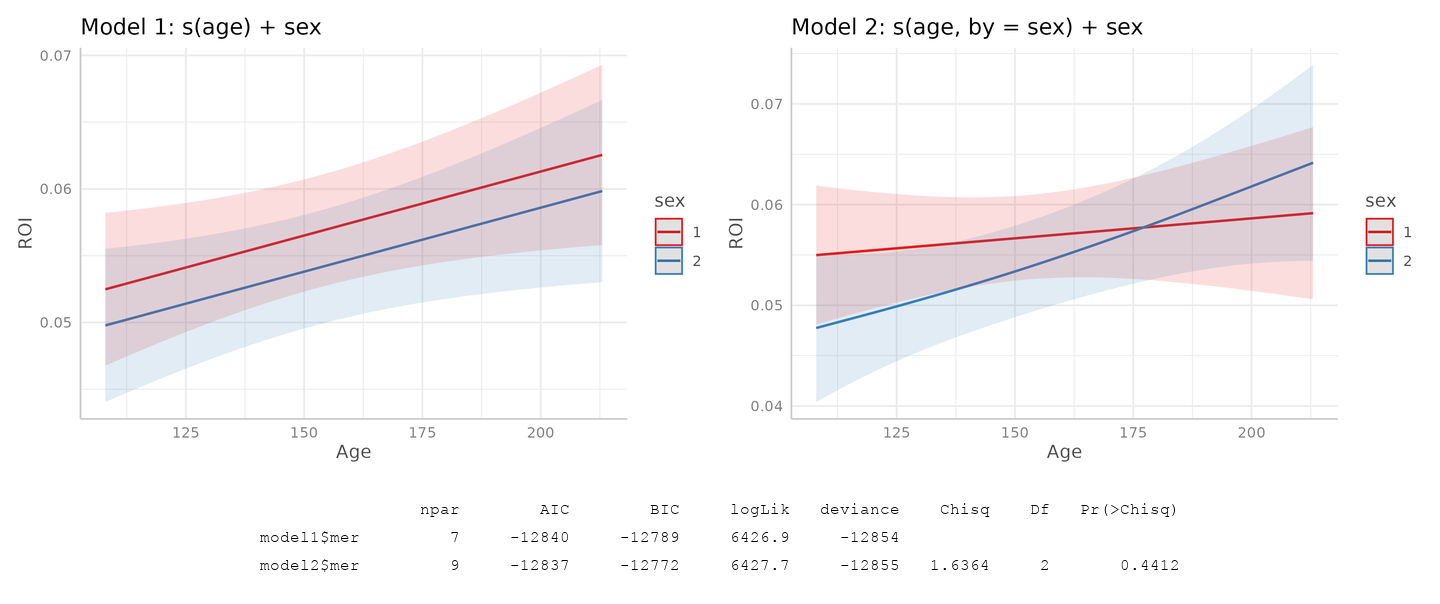 Model 1: s(age) + sex
0.07
0.06
0.05
ROI
125 150 175 200
Age
sex
1
2
Model 2: s(age, by = sex) + sex
0.07
0.06
0.05
0.04
ROI
125 150 175 200
Age
sex
1
2
npar AIC BIC logLik deviance Chisq Df Pr(>Chisq)
model1$mer 7 -12840 -12789 6426.9 -12854
model2$mer 9 -12837 -12772 6427.7 -12855 1.6364 2 0.4412